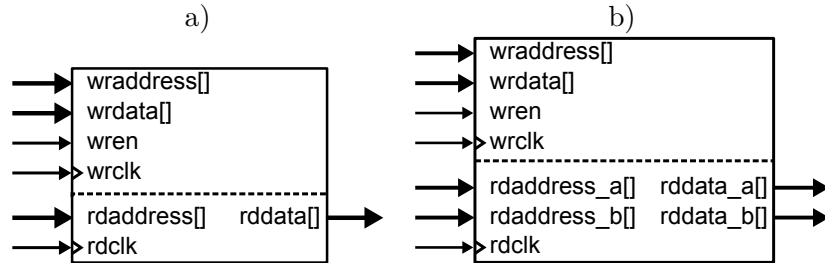 a)
wraddress[]
wrdata[]
wren
wrclk
rdaddress[] rddata[]
rdclk
b)
wraddress[]
wrdata[]
wren
wrclk
rdaddress_a[] rddata_a[]
rdaddress_b[] rddata_b[]
rdclk